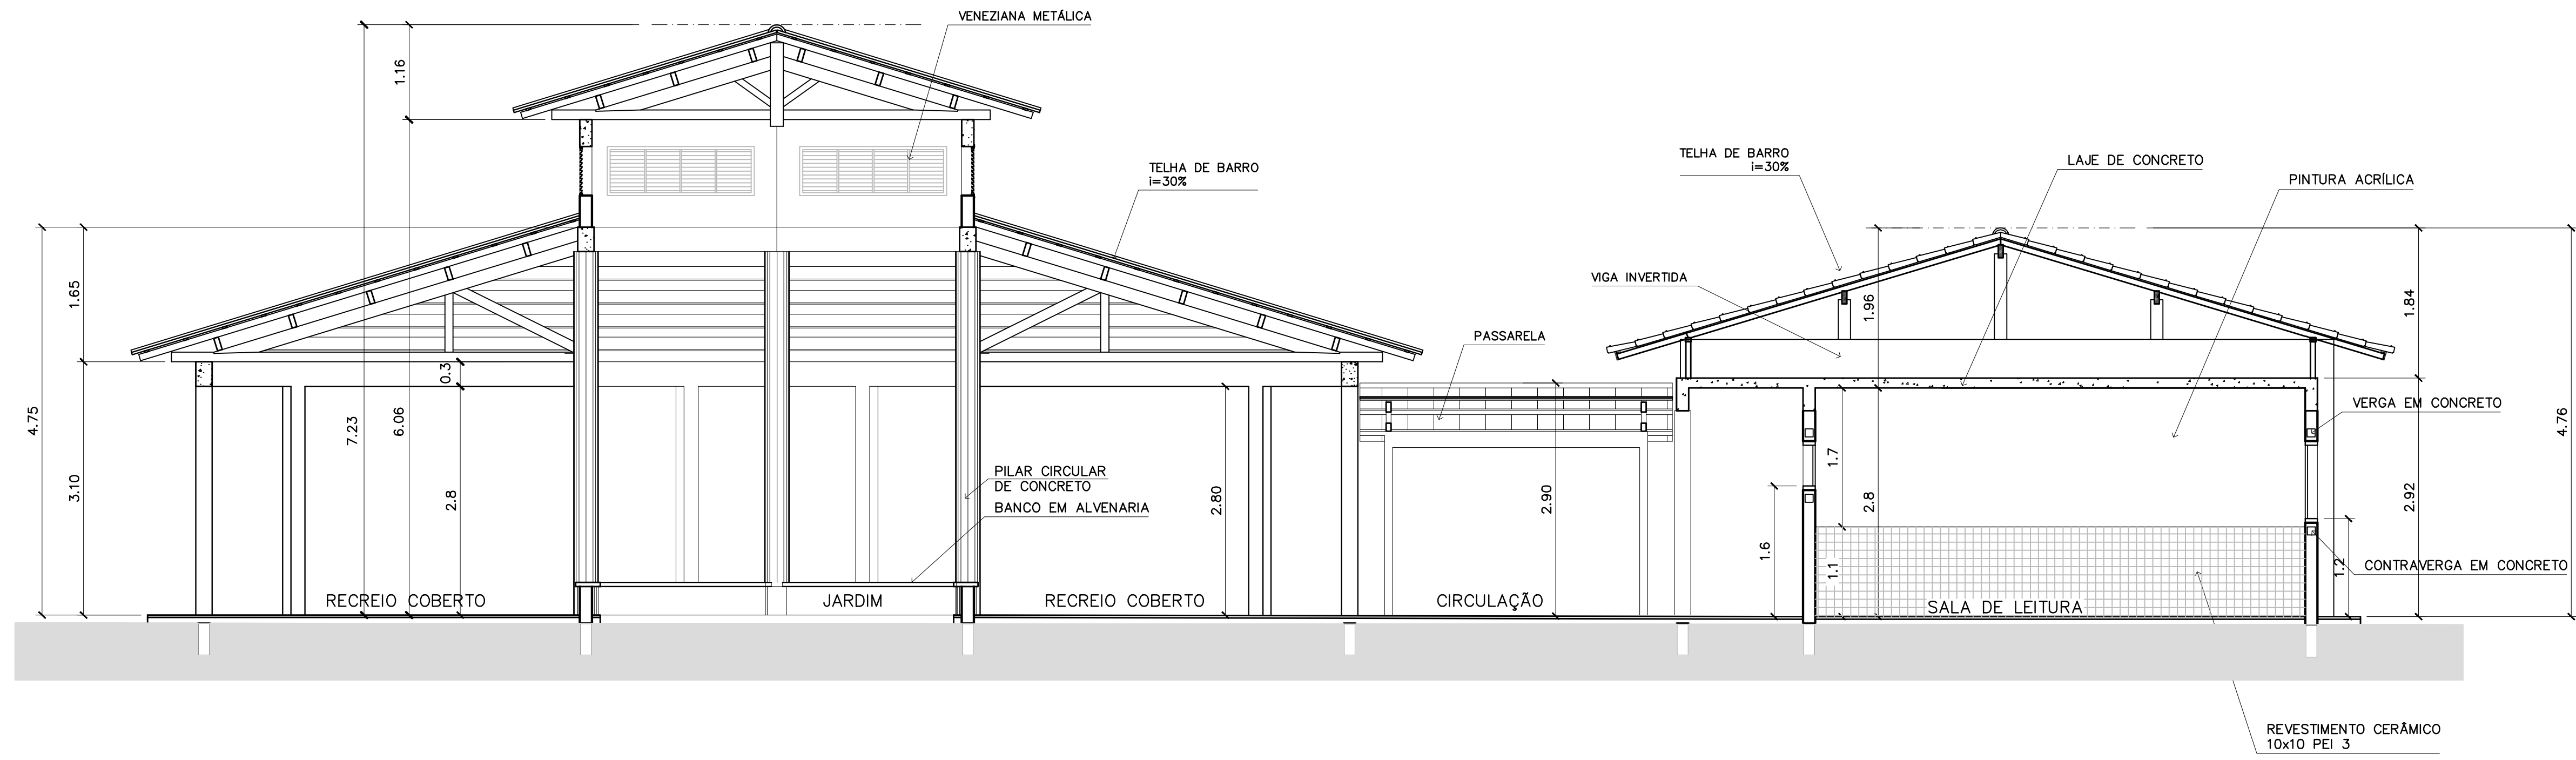 VENEZIANA METÁLICA
1.16
TELHA DE BARRO
i=30%
TELHA DE BARRO
i=30%
LAJE DE CONCRETO
PINTURA ACRÍLICA
VIGA INVERTIDA
1.65
1.96
1.84
PASSARELA
0.3
4.75
7.23
6.06
3.10
2.8
PILAR CIRCULAR
DE CONCRETO
BANCO EM ALVENARIA
2.80
2.90
1.6
1.7
1.1
2.8
VERGA EM CONCRETO
4.76
2.92
1.2
CONTRAVERGA EM CONCRETO
RECREIO COBERTO
JARDIM
RECREIO COBERTO
CIRCULAÇÃO
SALA DE LEITURA
REVESTIMENTO CERÂMICO
10x10 PEI 3